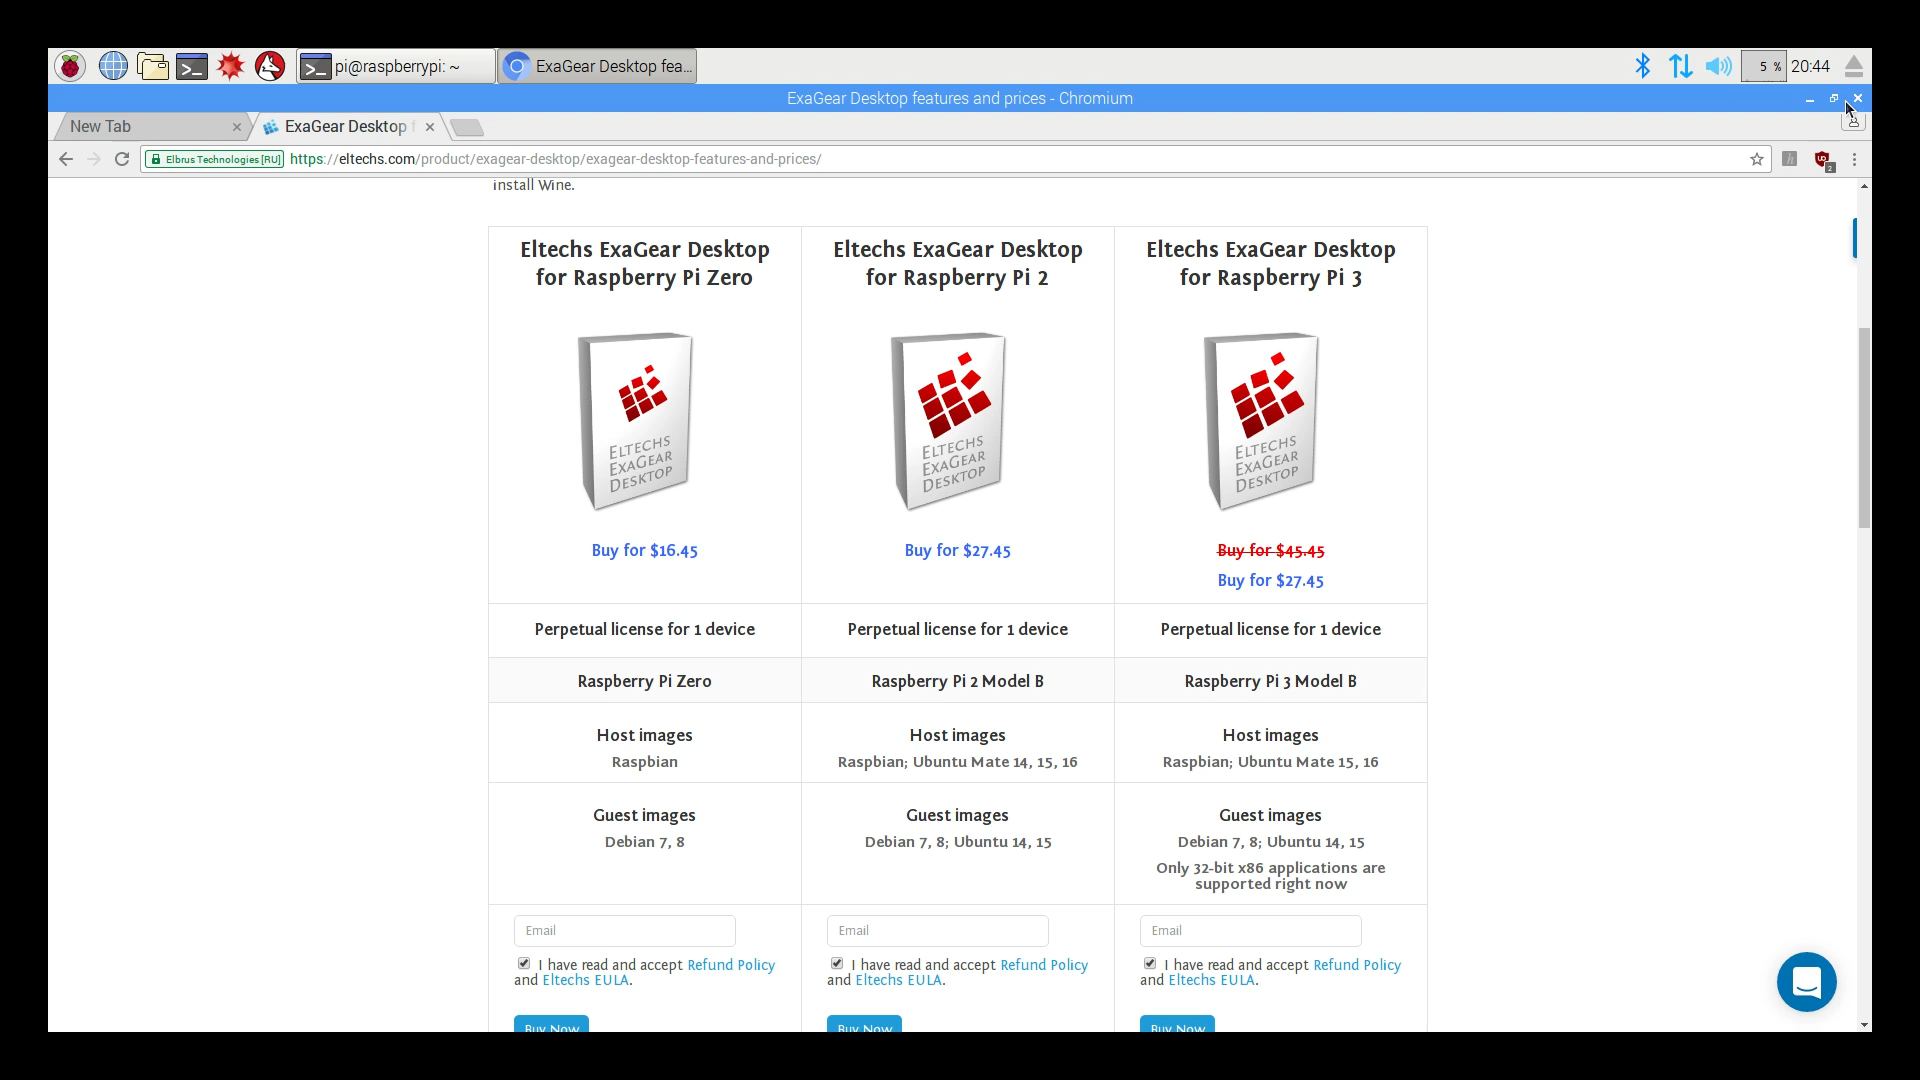 pi@raspberrypi: ~
ExaGear Desktop fea...
5 %
20:44
ExaGear Desktop features and prices - Chromium
New Tab
ExaGear Desktop
Elbrus Technologies [RU]
https://eltechs.com/product/exagear-desktop/exagear-desktop-features-and-prices/
2
install Wine.
Eltechs ExaGear Desktop
for Raspberry Pi Zero
Eltechs ExaGear Desktop
for Raspberry Pi 2
Eltechs ExaGear Desktop
for Raspberry Pi 3
ELTECHS
EXAGEAR
DESKTOP
ELTECHS
EXAGEAR
DESKTOP
ELTECHS
EXAGEAR
DESKTOP
Buy for $16.45
Buy for $27.45
Buy for $45.45
Buy for $27.45
Perpetual license for 1 device
Perpetual license for 1 device
Perpetual license for 1 device
Raspberry Pi Zero
Raspberry Pi 2 Model B
Raspberry Pi 3 Model B
Host images
Raspbian
Host images
Raspbian; Ubuntu Mate 14, 15, 16
Host images
Raspbian; Ubuntu Mate 15, 16
Guest images
Debian 7, 8
Guest images
Debian 7, 8; Ubuntu 14, 15
Guest images
Debian 7, 8; Ubuntu 14, 15
Only 32-bit x86 applications are
supported right now
Email
I have read and accept Refund Policy
and Eltechs EULA.
Buy Now
Email
I have read and accept Refund Policy
and Eltechs EULA.
Buy Now
Email
I have read and accept Refund Policy
and Eltechs EULA.
Buy Now